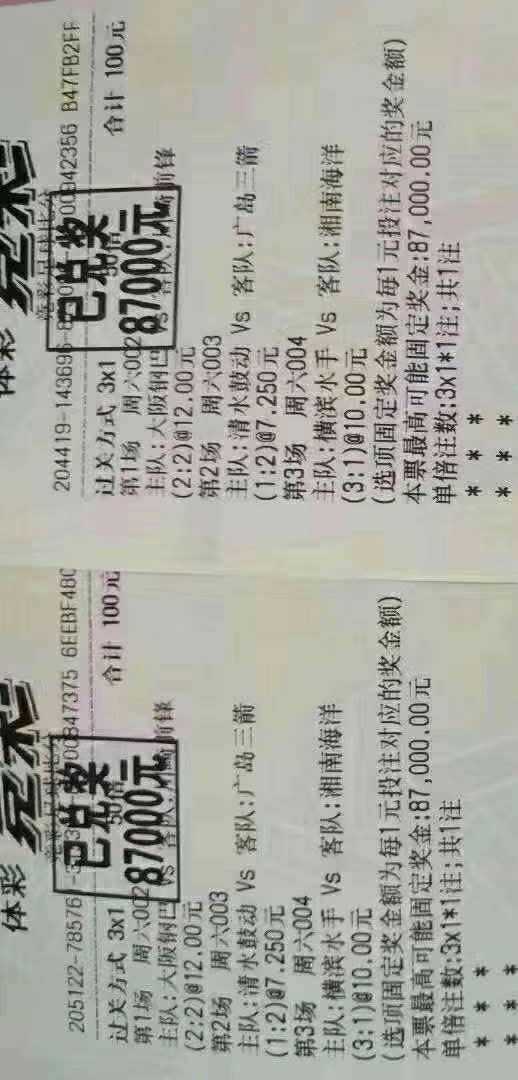 体彩
204419-143696-
00942356 B47FB2FF
合计 100元
已兑奖
87000元
过关方式 3x1
第1场 周六002
主队:大阪钢巴 Vs 客队:川崎前锋
(2:2)@12.00元
第2场 周六003
主队:清水鼓动 Vs 客队:广岛三箭
(1:2)@7.250元
第3场 周六004
主队:横滨水手 Vs 客队:湘南海洋
(3:1)@10.00元
(选项固定奖金额为每1元投注对应的奖金额)
本票最高可能固定奖金:87,000.00元
单倍注数:3x1*1注;共1注
* * *
* * *
体彩
205122-78576
00847375 6EEBF4B0
50倍 合计 100元
已兑奖
87000元
过关方式 3x1
第1场 周六002
主队:大阪钢巴 Vs 客队:川崎前锋
(2:2)@12.00元
第2场 周六003
主队:清水鼓动 Vs 客队:广岛三箭
(1:2)@7.250元
第3场 周六004
主队:横滨水手 Vs 客队:湘南海洋
(3:1)@10.00元
(选项固定奖金额为每1元投注对应的奖金额)
本票最高可能固定奖金:87,000.00元
单倍注数:3x1*1注;共1注
* * *
* * *